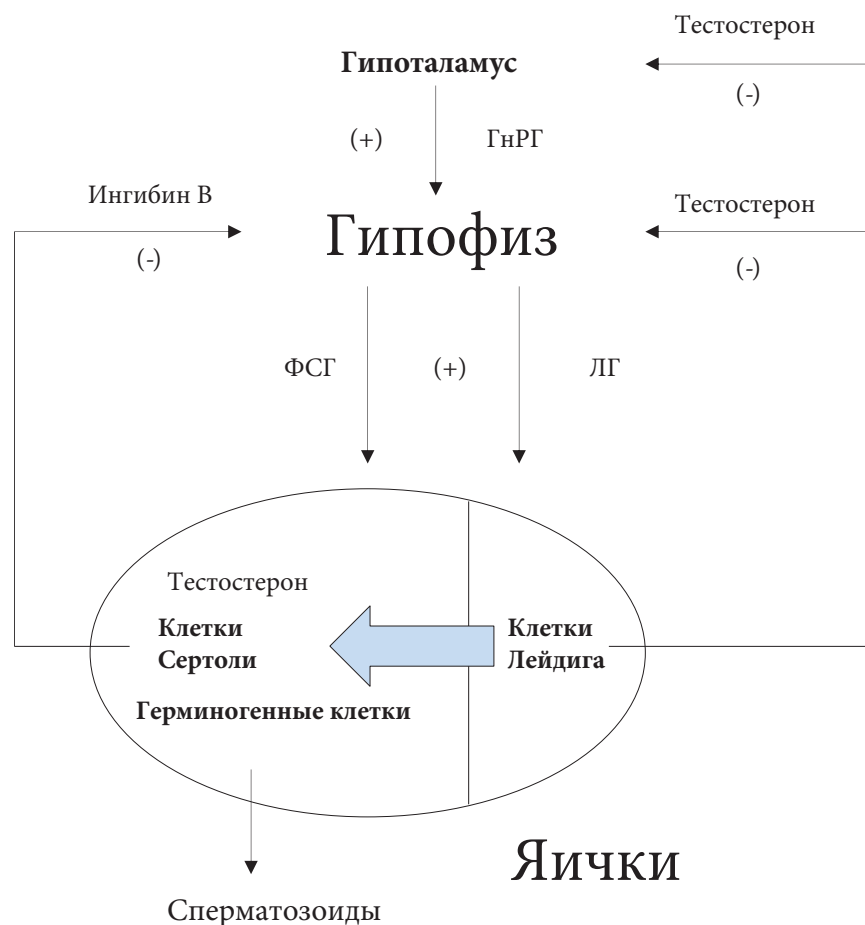 Тестостерон
Гипоталамус
(-)
(+)
ГнРГ
Ингибин В
Тестостерон
Гипофиз
(-)
(-)
ФСГ
(+)
ЛГ
Тестостерон
Клетки
Сертоли
Клетки
Лейдига
Герминогенные клетки
Яички
Сперматозоиды